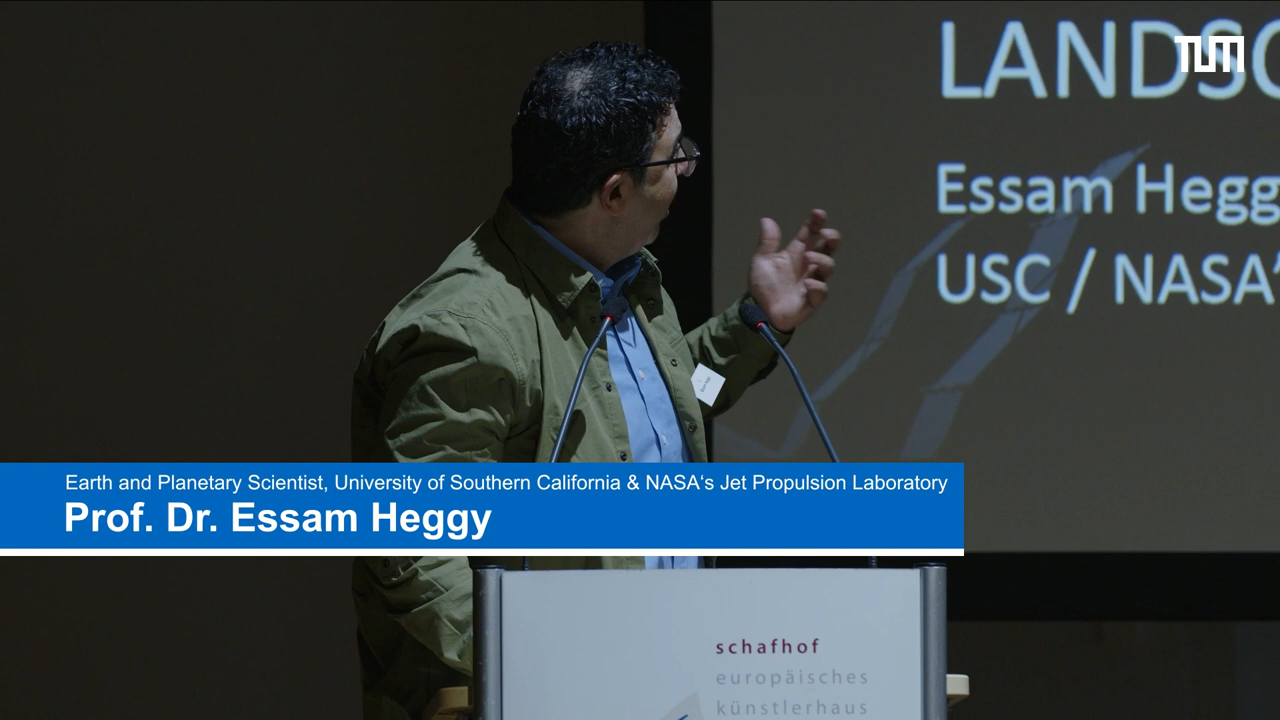 LANDSC
TUM
Essam Hegg
USC / NASA'
Earth and Planetary Scientist, University of Southern California & NASA‘s Jet Propulsion Laboratory
Prof. Dr. Essam Heggy
schafhof
europäisches
künstlerhaus